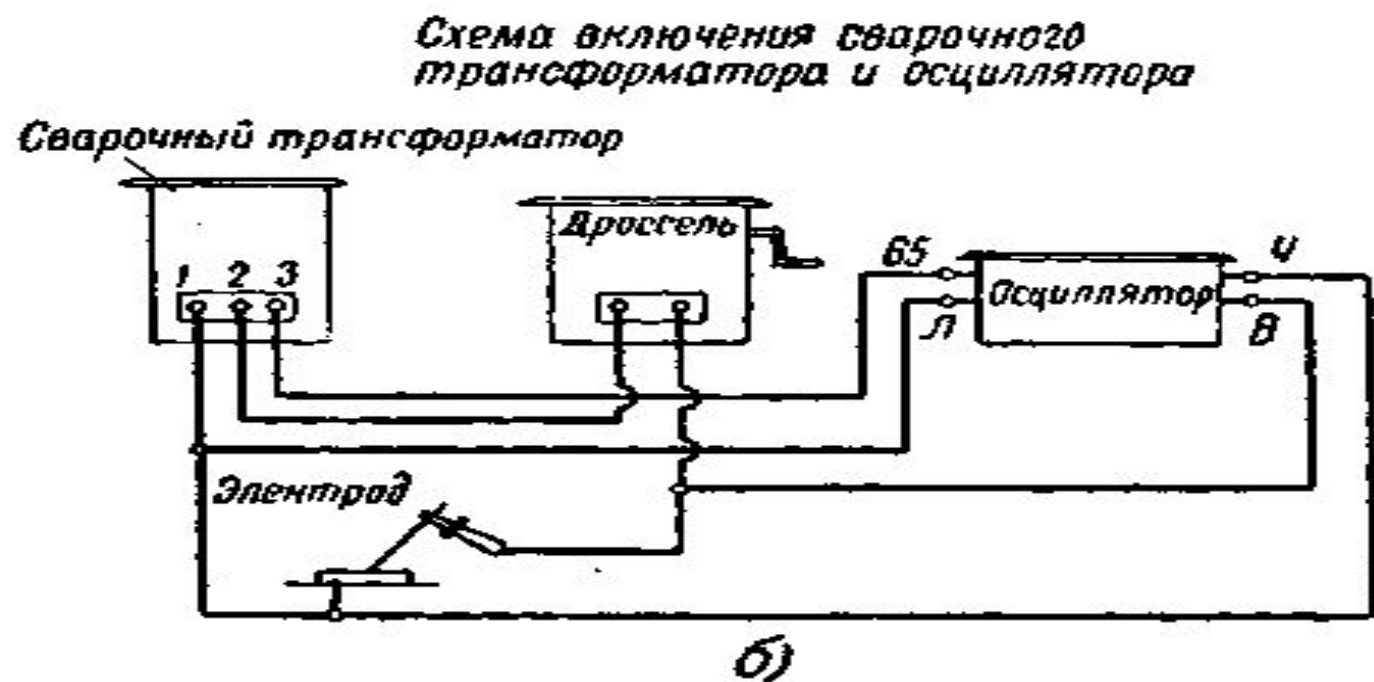 Схема включения сварочного
трансформатора и осциллятора
Сварочный трансформатор
Дроссель
65
Ч
1 2 3
Осциллятор
Л
В
Электрод
б)